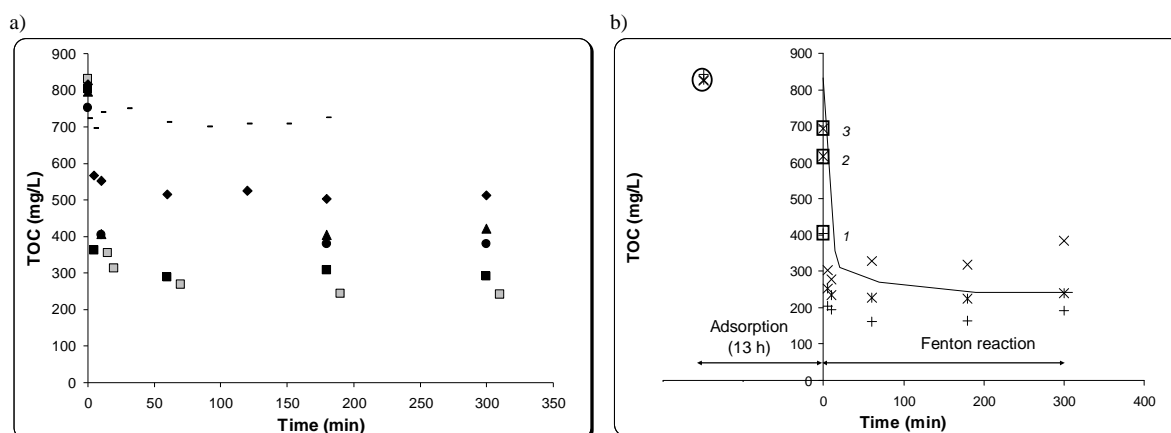 a)
900
800
700
600
500
400
300
200
100
0
TOC (mg/L)
0 50 100 150 200 250 300 350
Time (min)
b)
900
800
700
600
500
400
300
200
100
0
TOC (mg/L)
3
2
1
Adsorption
(13 h)
Fenton reaction
0 100 200 300 400
Time (min)